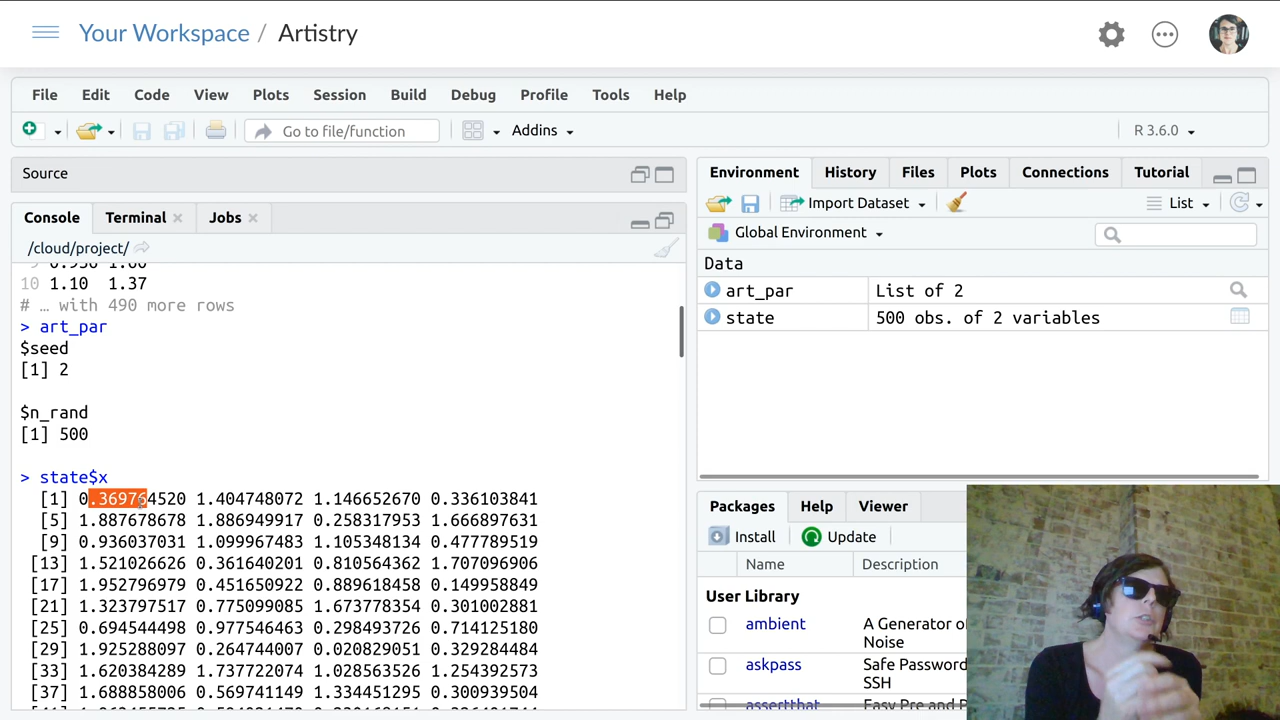 Your Workspace / Artistry
File Edit Code View Plots Session Build Debug Profile Tools Help
Go to file/function Addins R 3.6.0
Source
Console Terminal Jobs
/cloud/project/
9 0.936 1.60
10 1.10 1.37
# … with 490 more rows
> art_par
$seed
[1] 2
$n_rand
[1] 500
> state$x
[1] 0.369764520 1.404748072 1.146652670 0.336103841
[5] 1.887678678 1.886949917 0.258317953 1.666897631
[9] 0.936037031 1.099967483 1.105348134 0.477789519
[13] 1.521026626 0.361640201 0.810564362 1.707096906
[17] 1.952796979 0.451650922 0.889618458 0.149958849
[21] 1.323797517 0.775099085 1.673778354 0.301002881
[25] 0.694544498 0.977546463 0.298493726 0.714125180
[29] 1.925288097 0.264744007 0.020829051 0.329284484
[33] 1.620384289 1.737722074 1.028563526 1.254392573
[37] 1.688858006 0.569741149 1.334451295 0.300939504
Environment History Files Plots Connections Tutorial
Import Dataset List
Global Environment
Data
art_par List of 2
state 500 obs. of 2 variables
Packages Help Viewer
Install Update
Name Description
User Library
ambient A Generator o
Noise
askpass Safe Password
SSH
assertthat Easy Pre and P